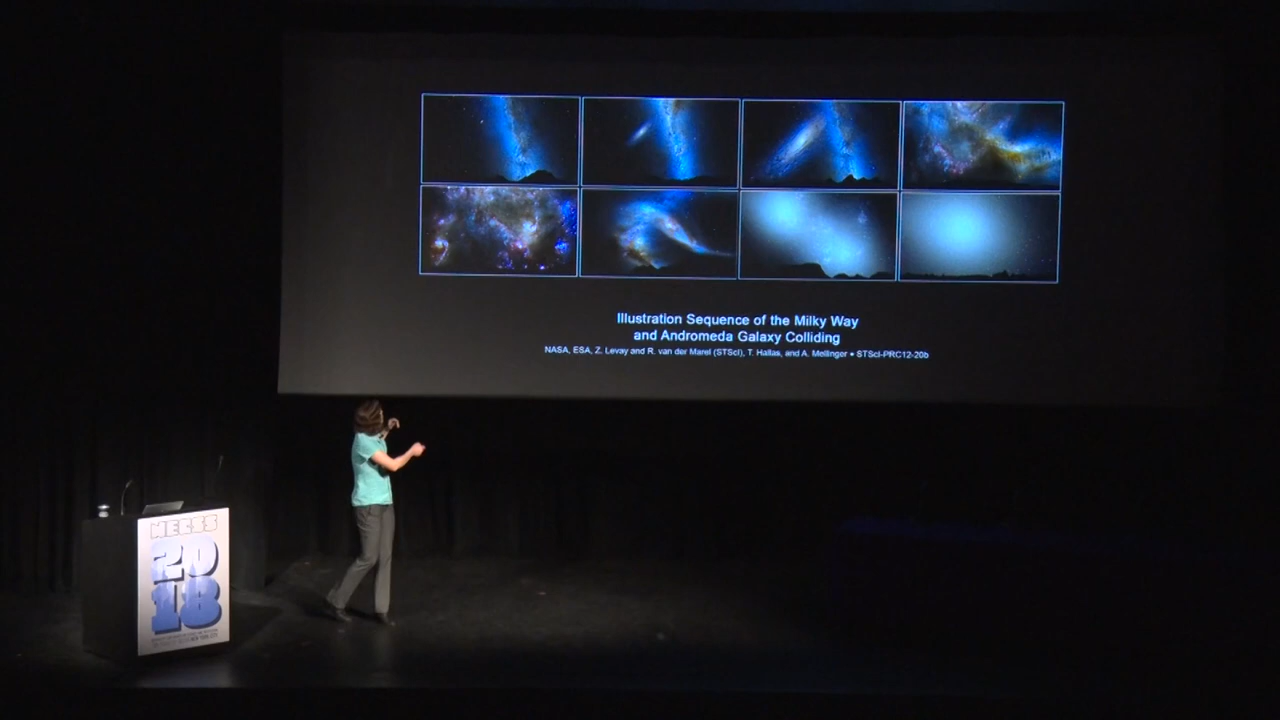 Illustration Sequence of the Milky Way
and Andromeda Galaxy Colliding
NASA, ESA, Z. Levay and R. van der Marel (STScI), T. Hallas, and A. Mellinger • STScI-PRC12-20b
NECSS
20
18